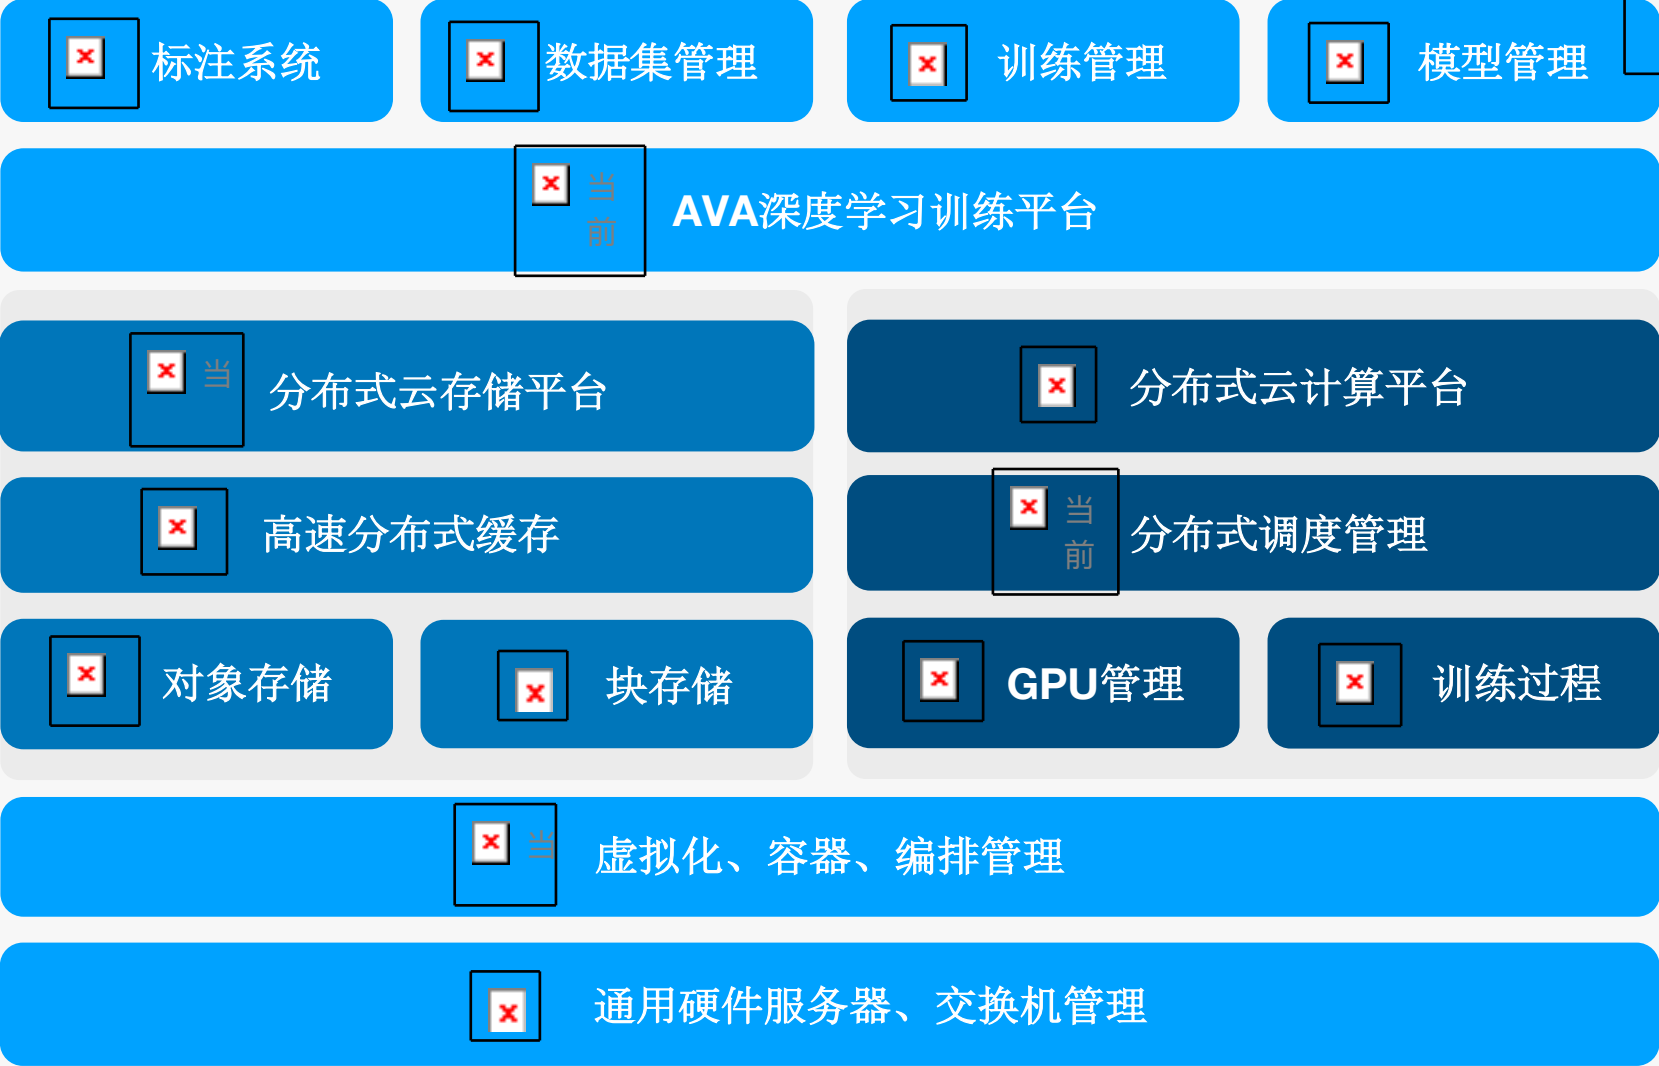 标注系统
数据集管理
训练管理
模型管理
当
前
AVA深度学习训练平台
当
分布式云存储平台
分布式云计算平台
高速分布式缓存
当
前
分布式调度管理
对象存储
块存储
GPU管理
训练过程
当
虚拟化、容器、编排管理
通用硬件服务器、交换机管理